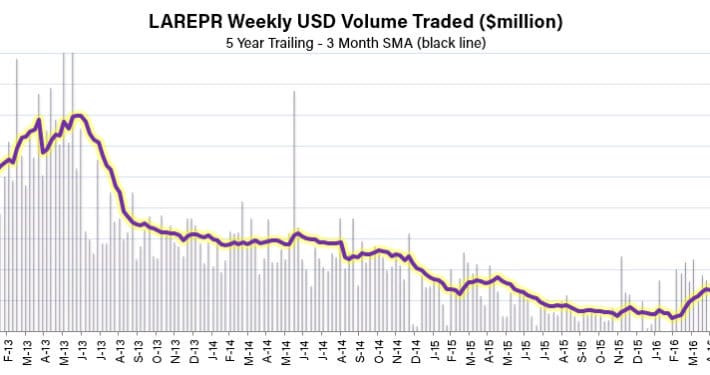 LAREPR Weekly USD Volume Traded ($million)
5 Year Trailing - 3 Month SMA (black line)
F-13 M-13 A-13 M-13 J-13 J-13 A-13 S-13 O-13 N-13 D-13 J-14 F-14 M-14 A-14 M-14 J-14 J-14 A-14 S-14 O-14 N-14 D-14 J-15 F-15 M-15 A-15 M-15 J-15 J-15 A-15 S-15 O-15 N-15 D-15 J-16 F-16 M-16